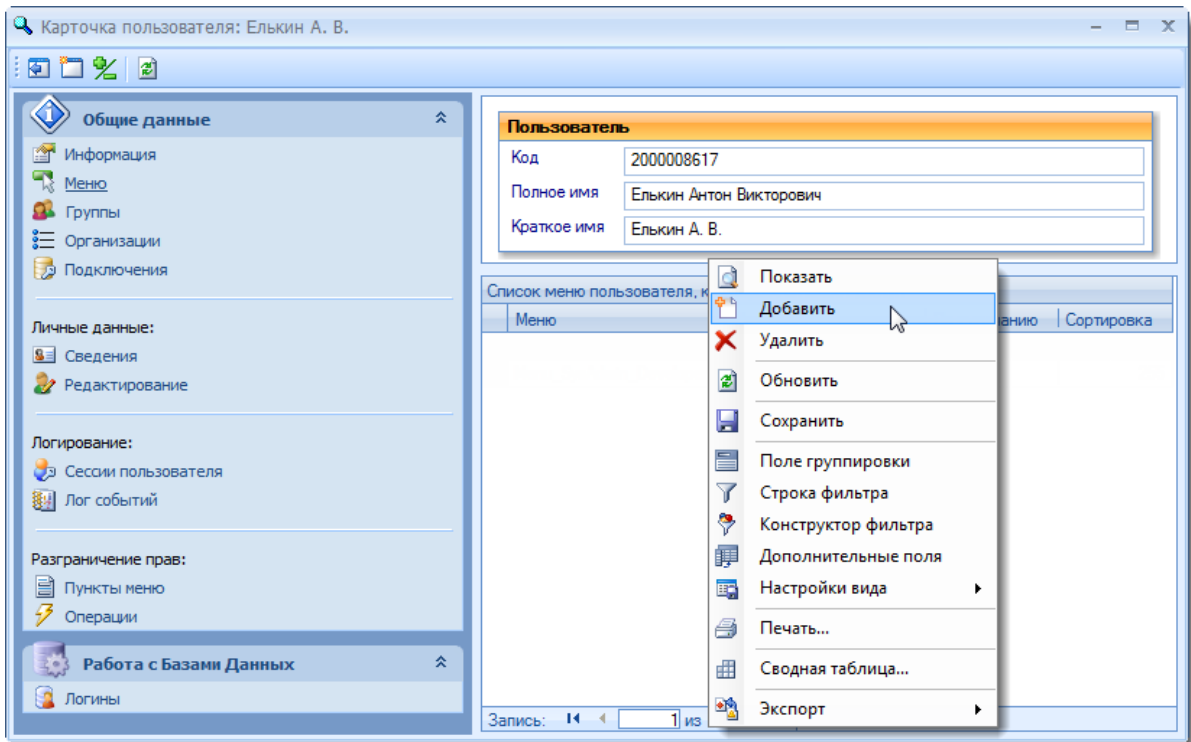 Карточка пользователя: Елькин А. В.
Общие данные
Информация
Меню
Группы
Организации
Подключения
Личные данные:
Сведения
Редактирование
Логирование:
Сессии пользователя
Лог событий
Разграничение прав:
Пункты меню
Операции
Работа с Базами Данных
Логины
Пользователь
Код 2000008617
Полное имя Елькин Антон Викторович
Краткое имя Елькин А. В.
Список меню пользователя,
Меню Сортировка
Показать
Добавить
Удалить
Обновить
Сохранить
Поле группировки
Строка фильтра
Конструктор фильтра
Дополнительные поля
Настройки вида
Печать...
Сводная таблица...
Экспорт
Запись: 1 из